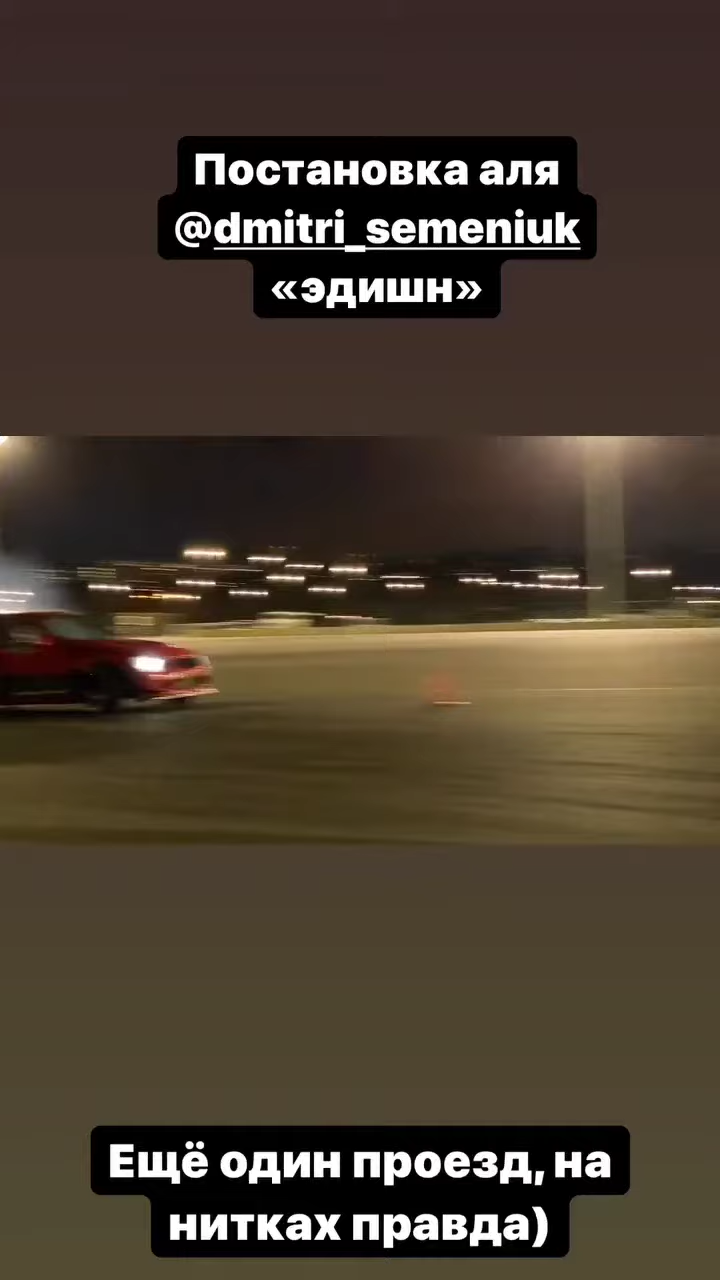 Постановка аля
@dmitri_semeniuk
«эдишн»
Ещё один проезд, на
нитках правда)